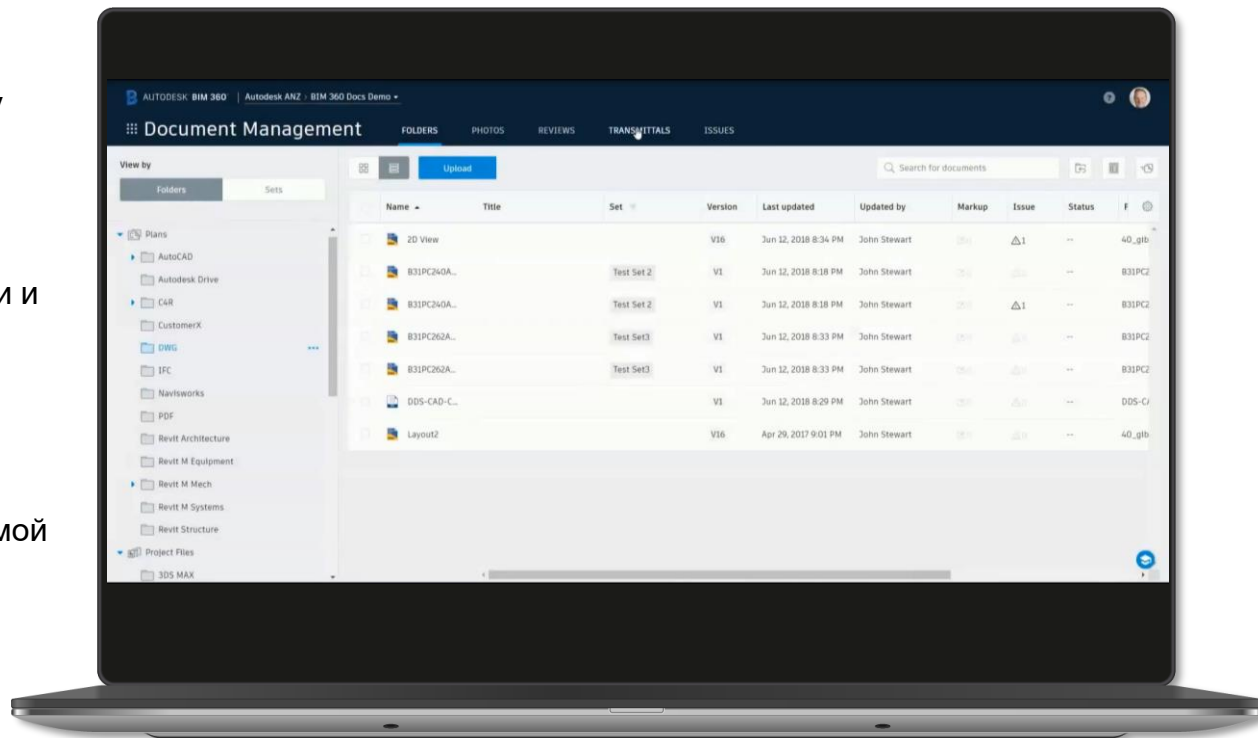 у
и и
мой
AUTODESK BIM 360 | Autodesk ANZ > BIM 360 Docs Demo
Document Management FOLDERS PHOTOS REVIEWS TRANSMITTALS ISSUES
View by
Folders Sets
Upload
Search for documents
Name Title Set Version Last updated Updated by Markup Issue Status F
2D View V16 Jun 12, 2018 8:34 PM John Stewart 1 -- 40_glb
B31PC240A... Test Set 2 V1 Jun 12, 2018 8:18 PM John Stewart -- B31PC2
B31PC240A... Test Set 2 V1 Jun 12, 2018 8:18 PM John Stewart 1 -- B31PC2
B31PC262A... Test Set3 V1 Jun 12, 2018 8:33 PM John Stewart -- B31PC2
B31PC262A... Test Set3 V1 Jun 12, 2018 8:33 PM John Stewart -- B31PC2
DDS-CAD-C... V1 Jun 12, 2018 8:29 PM John Stewart -- DDS-C
Layout2 V16 Apr 29, 2017 9:01 PM John Stewart -- 40_glb
Plans
AutoCAD
Autodesk Drive
C4R
CustomerX
DWG
IFC
Navisworks
PDF
Revit Architecture
Revit M Equipment
Revit M Mech
Revit M Systems
Revit Structure
Project Files
3DS MAX